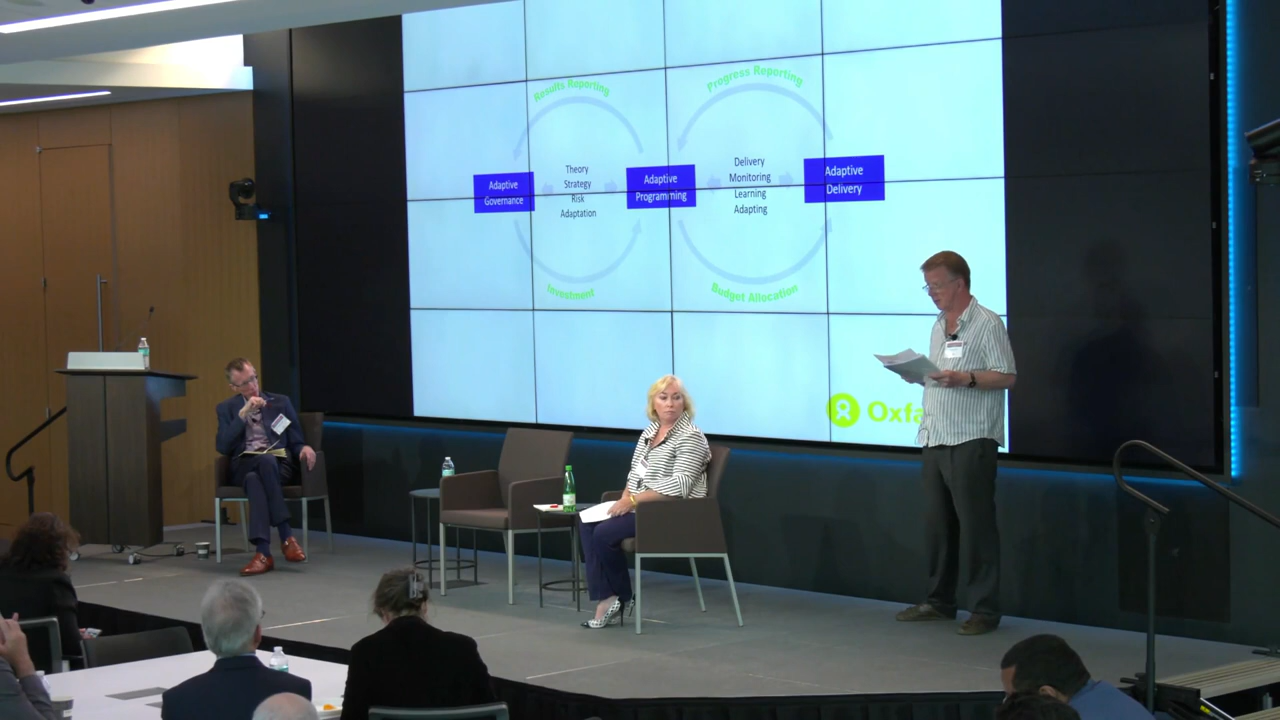 Results Reporting
Progress Reporting
Adaptive
Governance
Theory
Strategy
Risk
Adaptation
Adaptive
Programming
Delivery
Monitoring
Learning
Adapting
Adaptive
Delivery
Investment
Budget Allocation
Oxfa